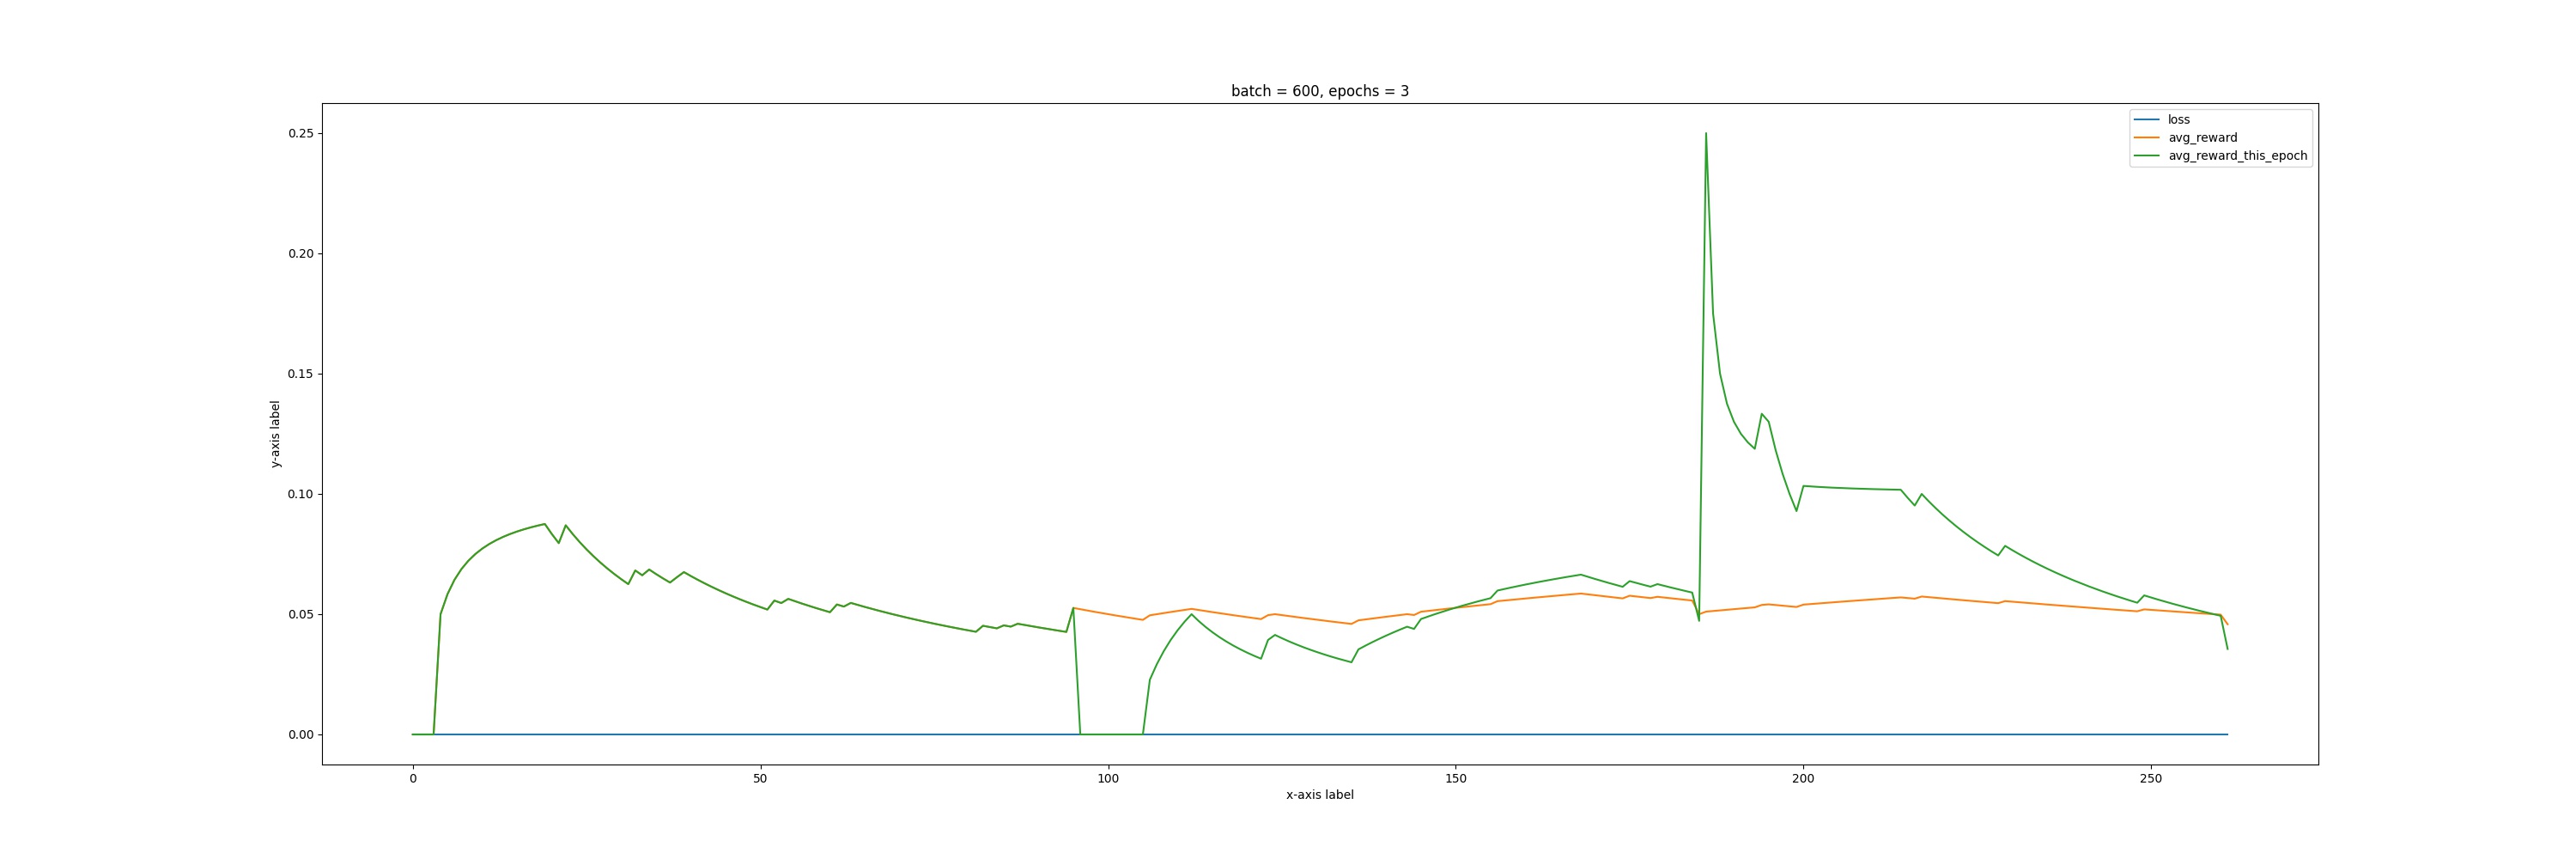 batch = 600, epochs = 3
loss
avg_reward
avg_reward_this_epoch
0.25
0.20
0.15
0.10
0.05
0.00
y-axis label
0 50 100 150 200 250
x-axis label